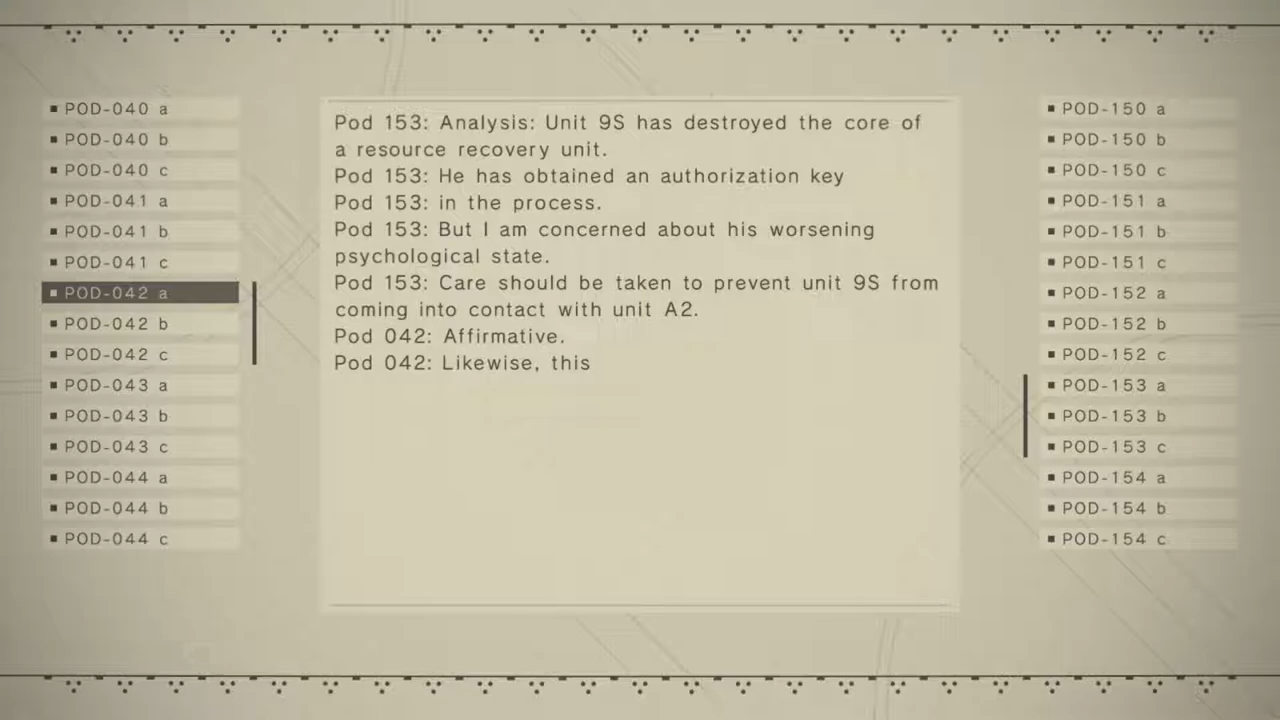 POD-040 a
POD-040 b
POD-040 c
POD-041 a
POD-041 b
POD-041 c
POD-042 a
POD-042 b
POD-042 c
POD-043 a
POD-043 b
POD-043 c
POD-044 a
POD-044 b
POD-044 c
Pod 153: Analysis: Unit 9S has destroyed the core of
a resource recovery unit.
Pod 153: He has obtained an authorization key
Pod 153: in the process.
Pod 153: But I am concerned about his worsening
psychological state.
Pod 153: Care should be taken to prevent unit 9S from
coming into contact with unit A2.
Pod 042: Affirmative.
Pod 042: Likewise, this
POD-150 a
POD-150 b
POD-150 c
POD-151 a
POD-151 b
POD-151 c
POD-152 a
POD-152 b
POD-152 c
POD-153 a
POD-153 b
POD-153 c
POD-154 a
POD-154 b
POD-154 c